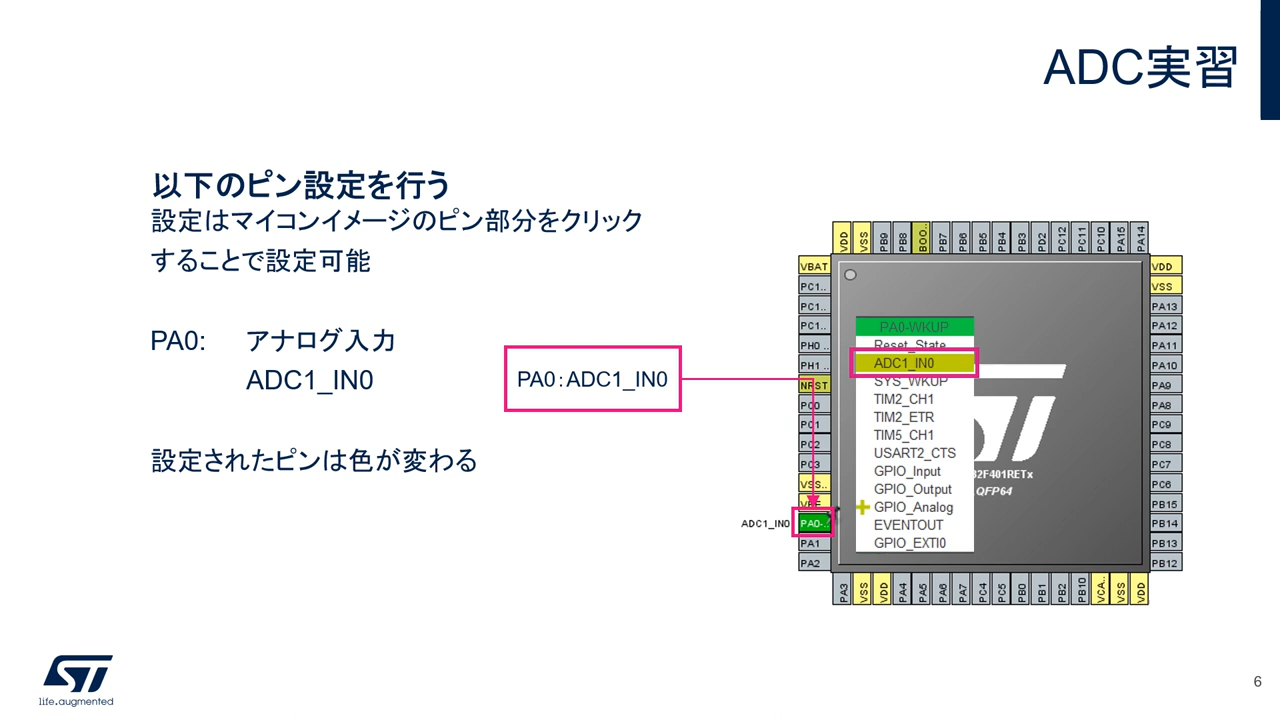 ADC実習
以下のピン設定を行う
設定はマイコンイメージのピン部分をクリック
することで設定可能
PA0: アナログ入力
ADC1_IN0
設定されたピンは色が変わる
PA0:ADC1_IN0
VDD
VSS
PB9
PB8
BOO..
PB7
PB6
PB5
PB4
PB3
PD2
PC12
PC11
PC10
PA15
PA14
VBAT
PC1..
PC1..
PC1..
PH0 ..
PH1 ..
NRST
PC0
PC1
PC2
PC3
VSS..
ADC1_IN0
PA0-..
PA1
PA2
PA0-WKUP
Reset_State
ADC1_IN0
SYS_WKUP
TIM2_CH1
TIM2_ETR
TIM5_CH1
USART2_CTS
GPIO_Input
GPIO_Output
GPIO_Analog
EVENTOUT
GPIO_EXTI0
32F401RETx
QFP64
VDD
VSS
PA13
PA12
PA11
PA10
PA9
PA8
PC9
PC8
PC7
PC6
PB15
PB14
PB13
PB12
PA3
VSS
VDD
PA4
PA5
PA6
PA7
PC4
PC5
PB0
PB1
PB2
PB10
VCA..
VSS
VDD
ST
life.augmented
6